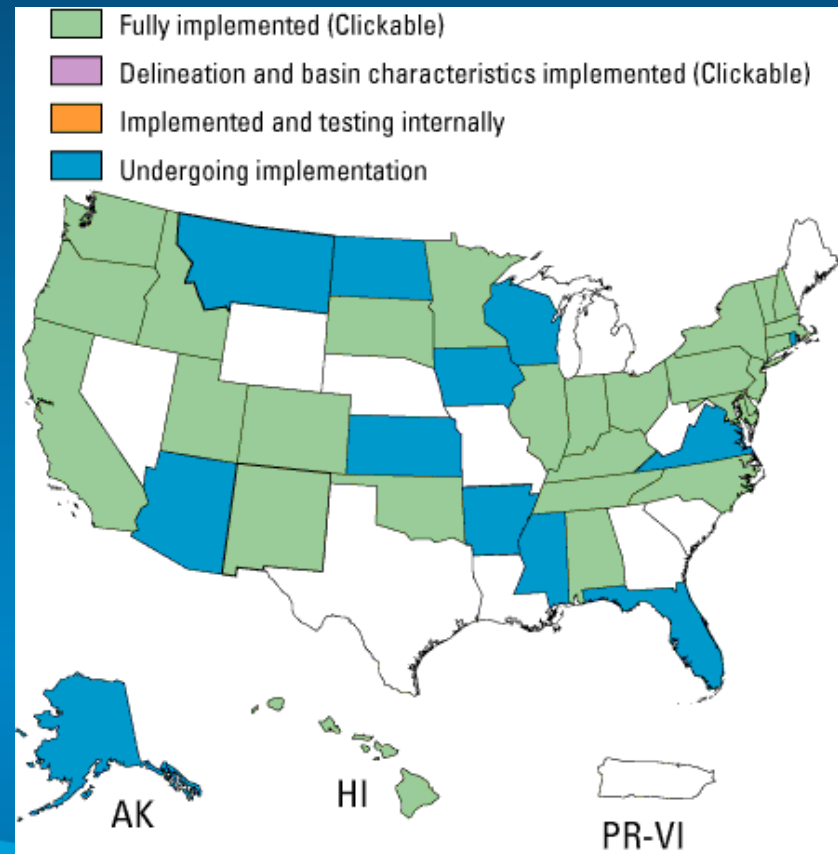 Fully implemented (Clickable)
Delineation and basin characteristics implemented (Clickable)
Implemented and testing internally
Undergoing implementation
AK
HI
PR-VI